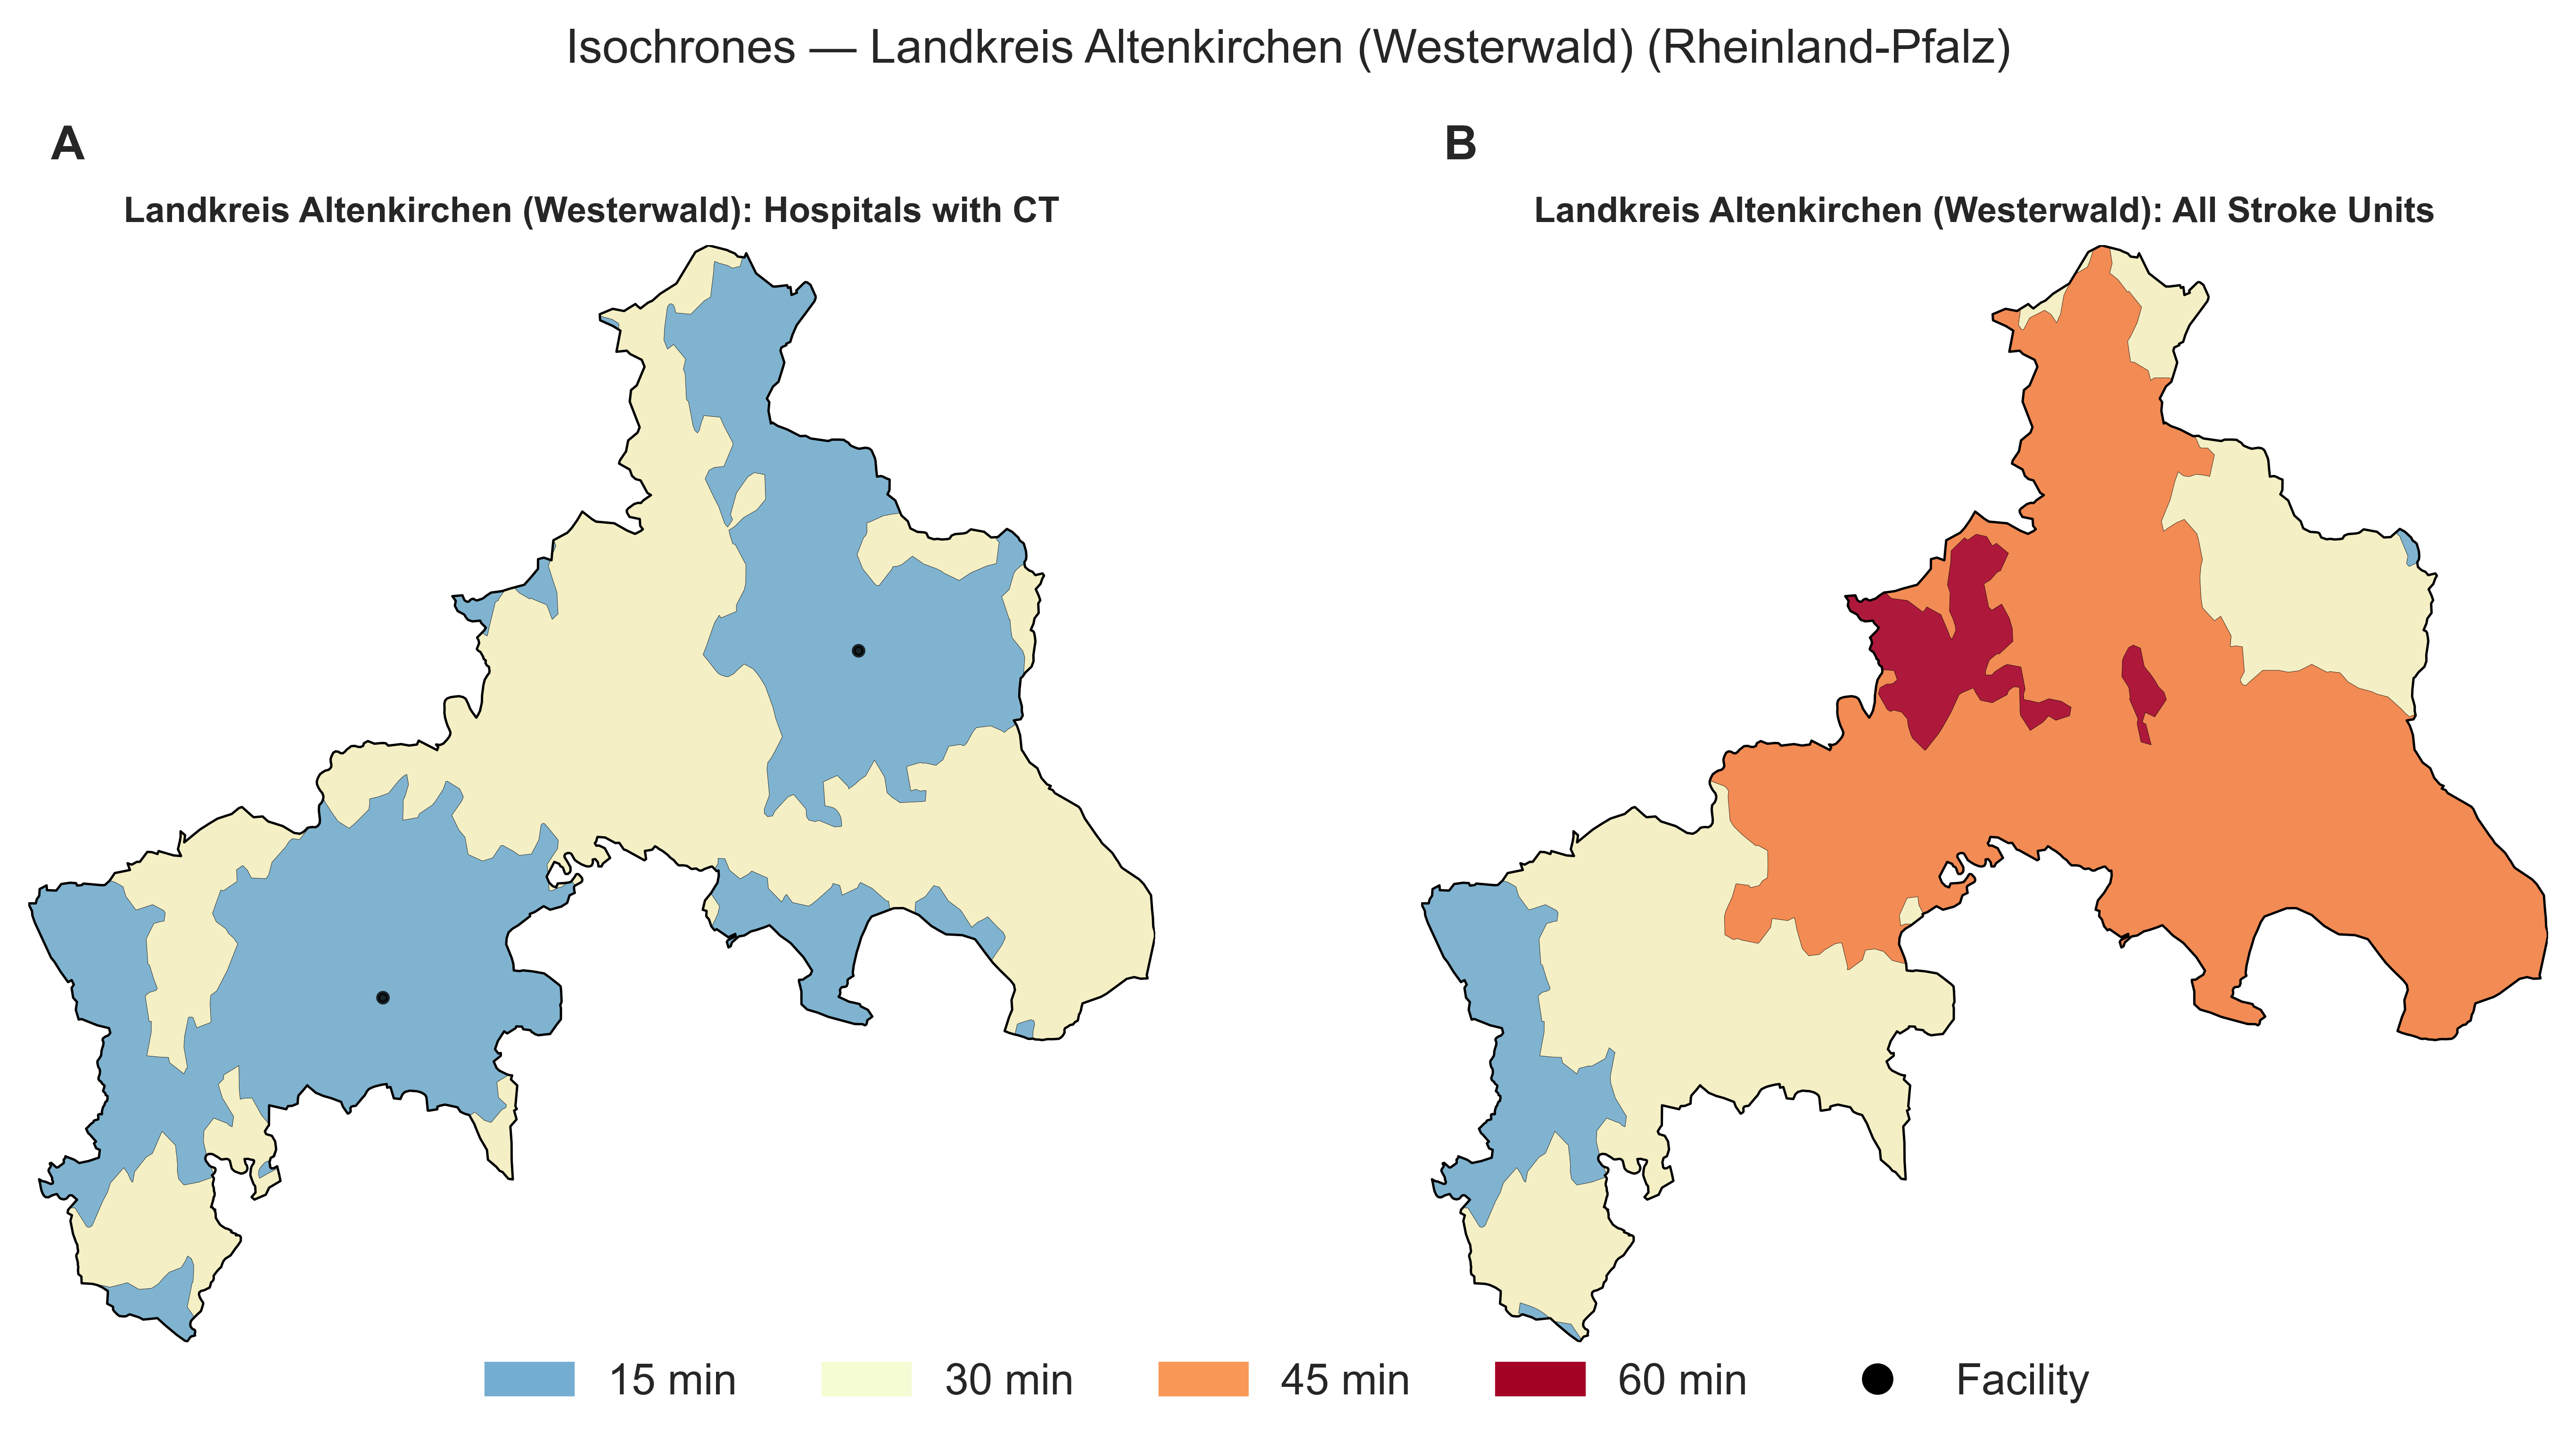 Isochrones — Landkreis Altenkirchen (Westerwald) (Rheinland-Pfalz)
A
B
Landkreis Altenkirchen (Westerwald): Hospitals with CT
Landkreis Altenkirchen (Westerwald): All Stroke Units
15 min
30 min
45 min
60 min
Facility